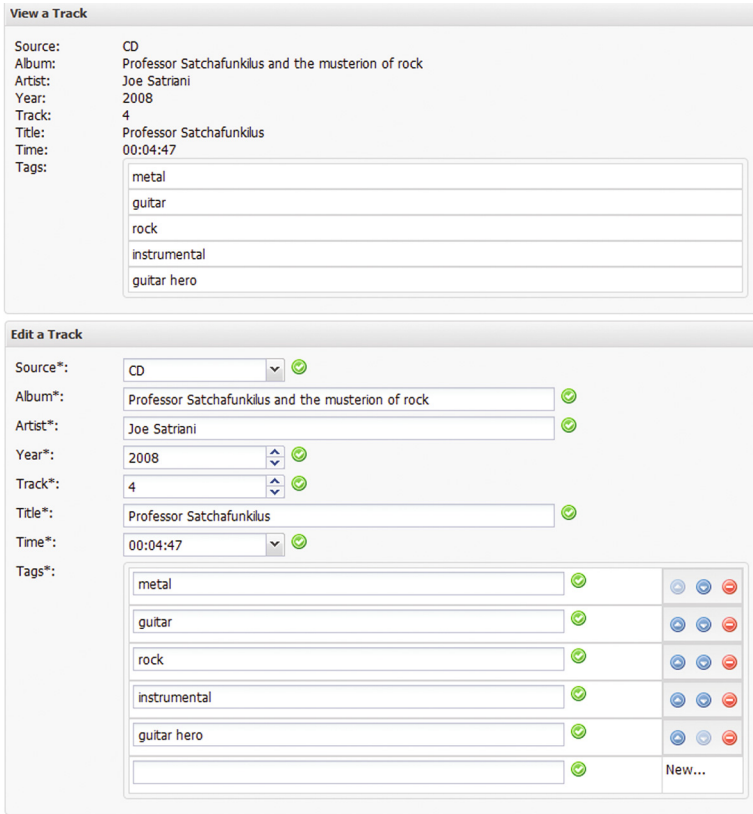 View a Track
Source: CD
Album: Professor Satchafunkilus and the musterion of rock
Artist: Joe Satriani
Year: 2008
Track: 4
Title: Professor Satchafunkilus
Time: 00:04:47
Tags:
metal
guitar
rock
instrumental
guitar hero
Edit a Track
Source*: CD
Album*: Professor Satchafunkilus and the musterion of rock
Artist*: Joe Satriani
Year*: 2008
Track*: 4
Title*: Professor Satchafunkilus
Time*: 00:04:47
Tags*:
metal
guitar
rock
instrumental
guitar hero
New...